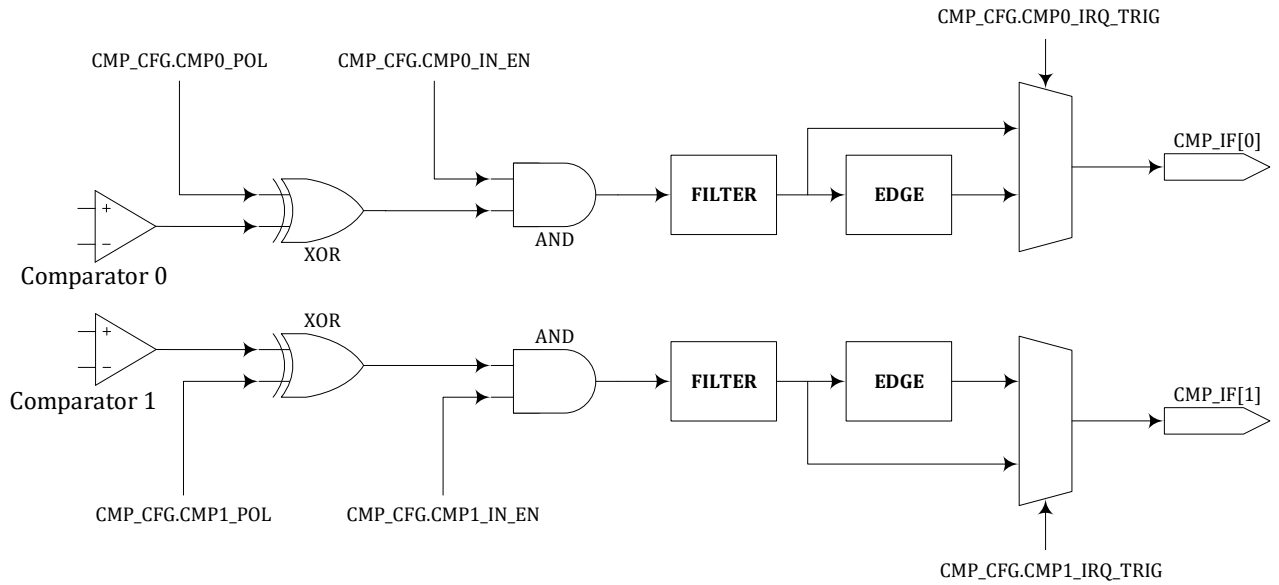 CMP_CFG.CMP0_IRQ_TRIG
CMP_CFG.CMP0_POL
CMP_CFG.CMP0_IN_EN
CMP_IF[0]
FILTER
EDGE
+
−
XOR
AND
Comparator 0
XOR
AND
+
−
FILTER
EDGE
CMP_IF[1]
Comparator 1
CMP_CFG.CMP1_POL
CMP_CFG.CMP1_IN_EN
CMP_CFG.CMP1_IRQ_TRIG